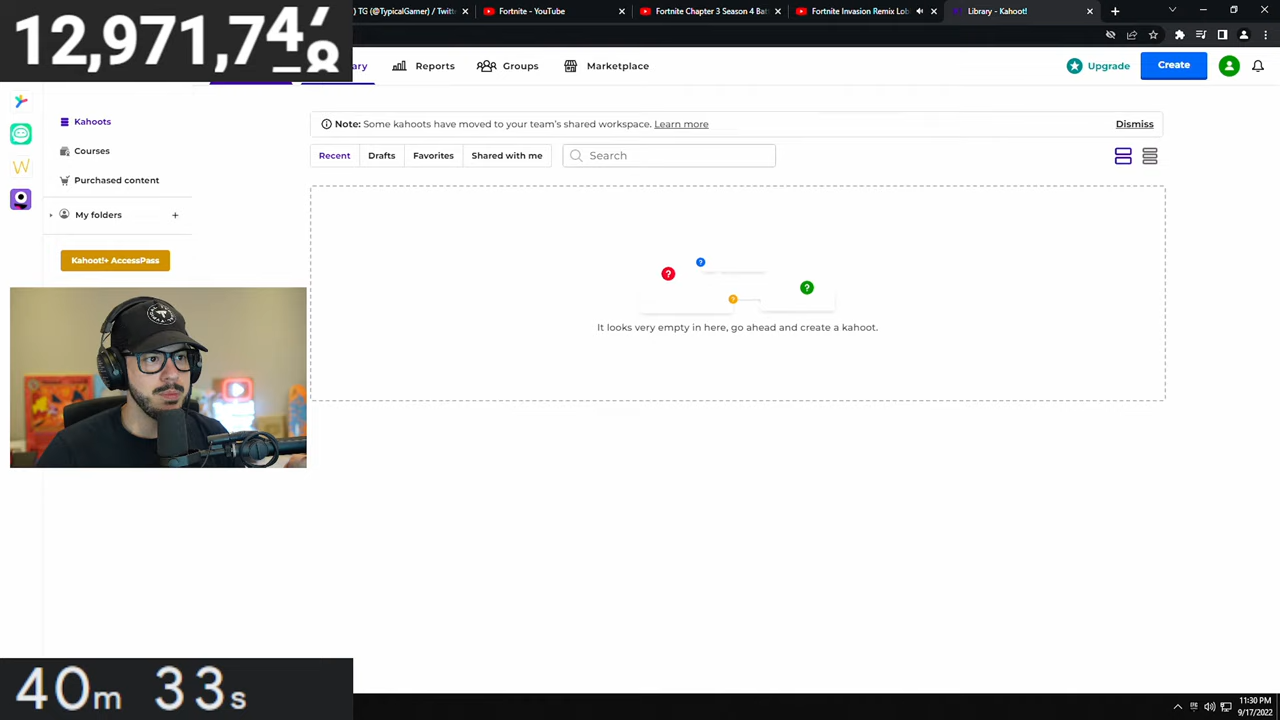 TG (@TypicalGamer) / Twitte
Fortnite - YouTube
Fortnite Chapter 3 Season 4 Bat
Fortnite Invasion Remix Lob
Library - Kahoot!
12,971,7
Reports
Groups
Marketplace
Upgrade
Create
Kahoots
Courses
Purchased content
My folders
Kahoot!+ AccessPass
Note: Some kahoots have moved to your team's shared workspace. Learn more
Dismiss
Recent
Drafts
Favorites
Shared with me
Search
It looks very empty in here, go ahead and create a kahoot.
40m 33s
11:30 PM
9/17/2022